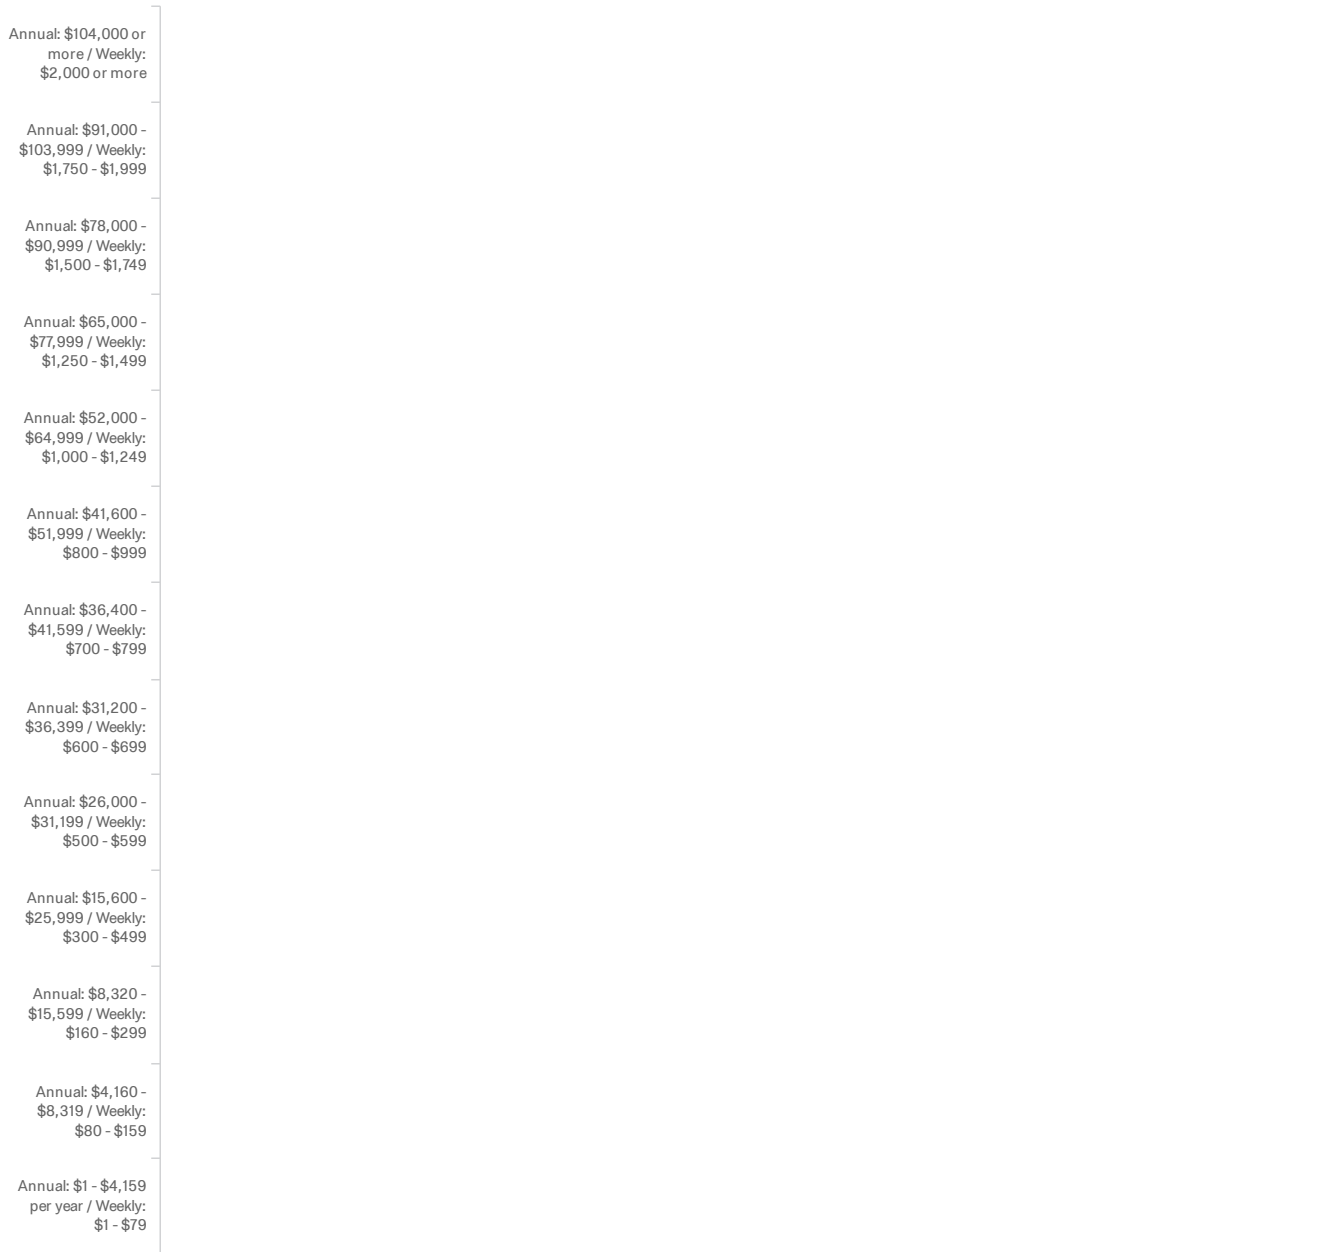 Annual: $104,000 or
more / Weekly:
$2,000 or more
Annual: $91,000 -
$103,999 / Weekly:
$1,750 - $1,999
Annual: $78,000 -
$90,999 / Weekly:
$1,500 - $1,749
Annual: $65,000 -
$77,999 / Weekly:
$1,250 - $1,499
Annual: $52,000 -
$64,999 / Weekly:
$1,000 - $1,249
Annual: $41,600 -
$51,999 / Weekly:
$800 - $999
Annual: $36,400 -
$41,599 / Weekly:
$700 - $799
Annual: $31,200 -
$36,399 / Weekly:
$600 - $699
Annual: $26,000 -
$31,199 / Weekly:
$500 - $599
Annual: $15,600 -
$25,999 / Weekly:
$300 - $499
Annual: $8,320 -
$15,599 / Weekly:
$160 - $299
Annual: $4,160 -
$8,319 / Weekly:
$80 - $159
Annual: $1 - $4,159
per year / Weekly:
$1 - $79